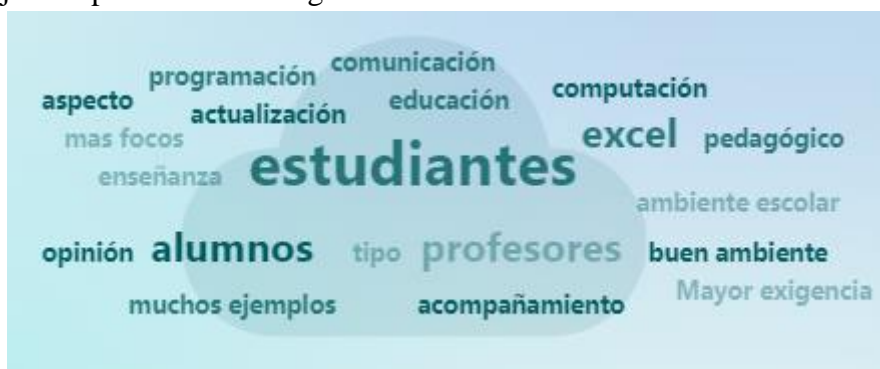 comunicación
programación
computación
aspecto
actualización
educación
mas focos
excel
pedagógico
enseñanza
estudiantes
ambiente escolar
opinión
alumnos
tipo
profesores
buen ambiente
muchos ejemplos
acompañamiento
Mayor exigencia